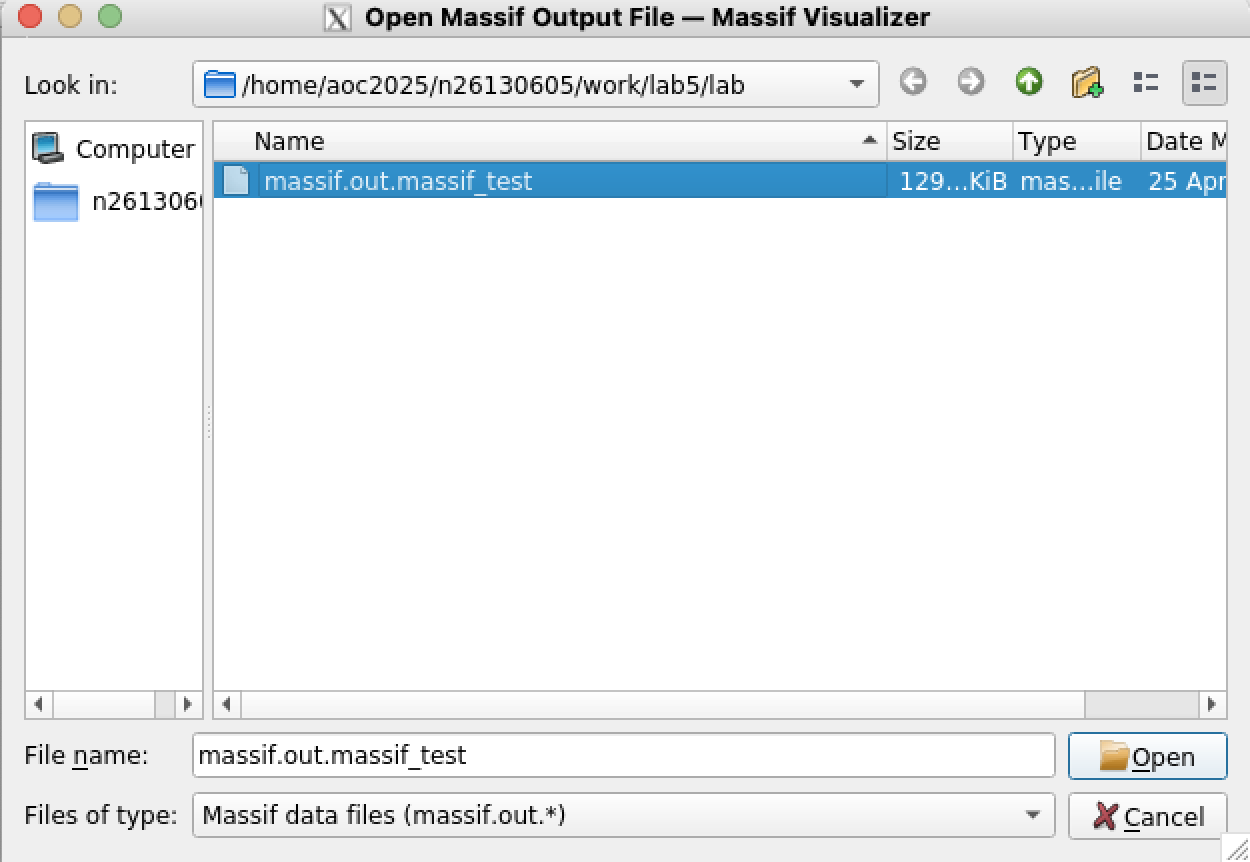 Open Massif Output File — Massif Visualizer
Look in: /home/aoc2025/n26130605/work/lab5/lab
Computer
n2613060
Name Size Type Date M
massif.out.massif_test 129...KiB mas...ile 25 Apr
File name: massif.out.massif_test Open
Files of type: Massif data files (massif.out.*) Cancel